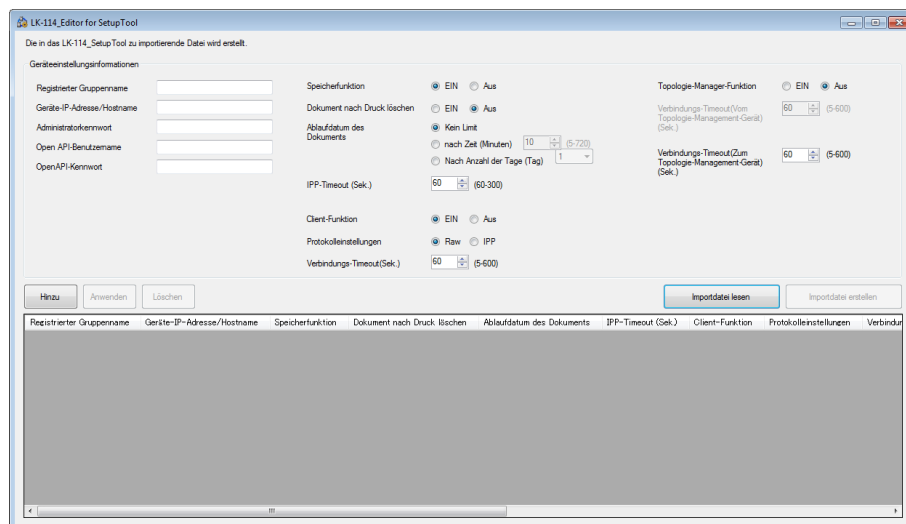 LK-114_Editor for SetupTool
Die in das LK-114_SetupTool zu importierende Datei wird erstellt.
Geräteeinstellungsinformationen
Registrierter Gruppenname
Geräte-IP-Adresse/Hostname
Administratorkennwort
Open API-Benutzername
OpenAPI-Kennwort
Speicherfunktion EIN Aus
Dokument nach Druck löschen EIN Aus
Ablaufdatum des
Dokuments
Kein Limit
nach Zeit (Minuten) 10 (5-720)
Nach Anzahl der Tage (Tag) 1
IPP-Timeout (Sek.) 60 (60-300)
Client-Funktion EIN Aus
Protokolleinstellungen Raw IPP
Verbindungs-Timeout(Sek.) 60 (5-600)
Topologie-Manager-Funktion EIN Aus
Verbindungs-Timeout(Vom 60 (5-600)
Topologie-Management-Gerät)
(Sek.)
Verbindungs-Timeout(Zum 60 (5-600)
Topologie-Management-Gerät)
(Sek.)
Hinzu Anwenden Löschen Importdatei lesen Importdatei erstellen
Registrierter Gruppenname Geräte-IP-Adresse/Hostname Speicherfunktion Dokument nach Druck löschen Ablaufdatum des Dokuments IPP-Timeout (Sek.) Client-Funktion Protokolleinstellungen Verbindur